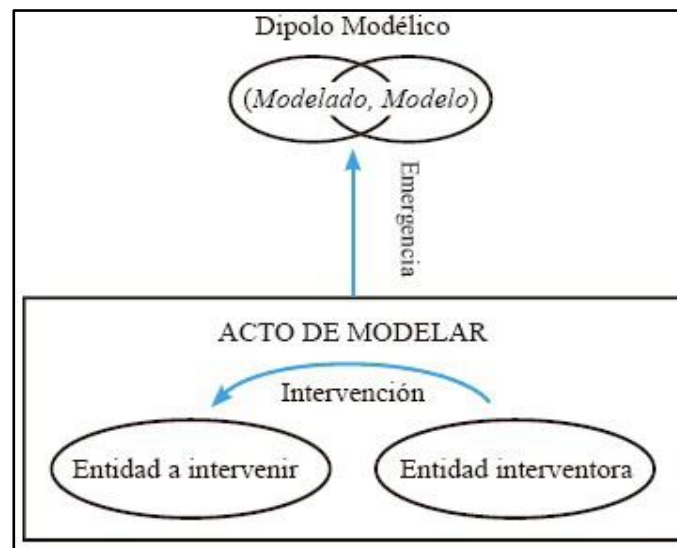 Dipolo Modélico
(Modelado, Modelo)
Emergencia
ACTO DE MODELAR
Intervención
Entidad a intervenir
Entidad interventora